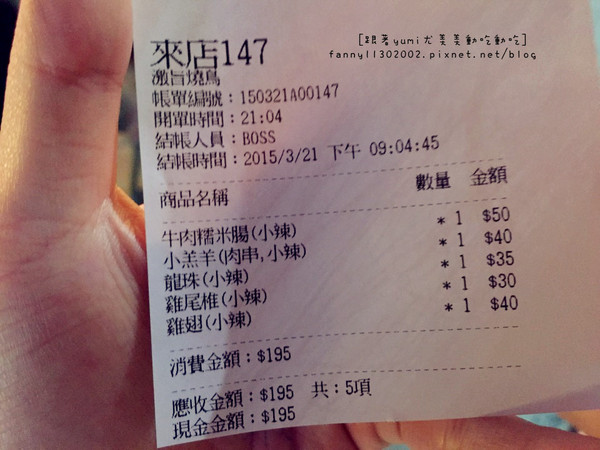 [跟著yumi尤美美動吃動吃]
fanny11302002.pixnet.net/blog
來店147
激旨燒鳥
帳單編號：150321A00147
開單時間：21:04
結帳人員：BOSS
結帳時間：2015/3/21 下午 09:04:45
商品名稱 數量 金額
牛肉糯米腸(小辣) * 1 $50
小羔羊(肉串,小辣) * 1 $40
龍珠(小辣) * 1 $35
雞尾椎(小辣) * 1 $30
雞翅(小辣) * 1 $40
消費金額：$195
應收金額：$195 共：5項
現金金額：$195